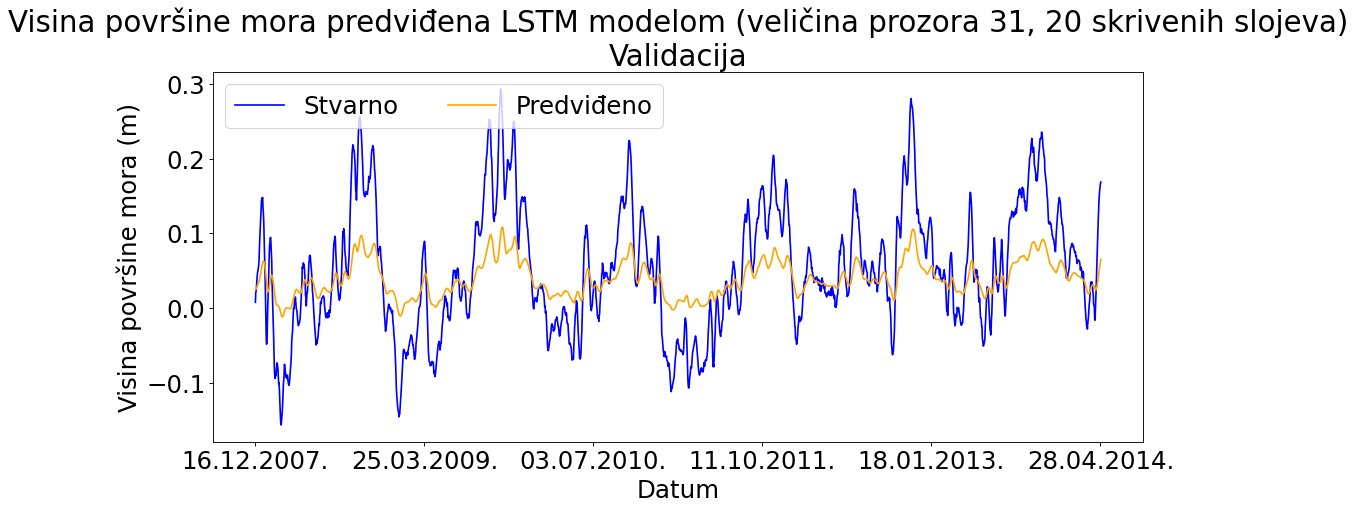 Visina površine mora predviđena LSTM modelom (veličina prozora 31, 20 skrivenih slojeva)
Validacija
Stvarno
Predviđeno
Visina površine mora (m)
0.3
0.2
0.1
0.0
−0.1
16.12.2007.
25.03.2009.
03.07.2010.
11.10.2011.
18.01.2013.
28.04.2014.
Datum